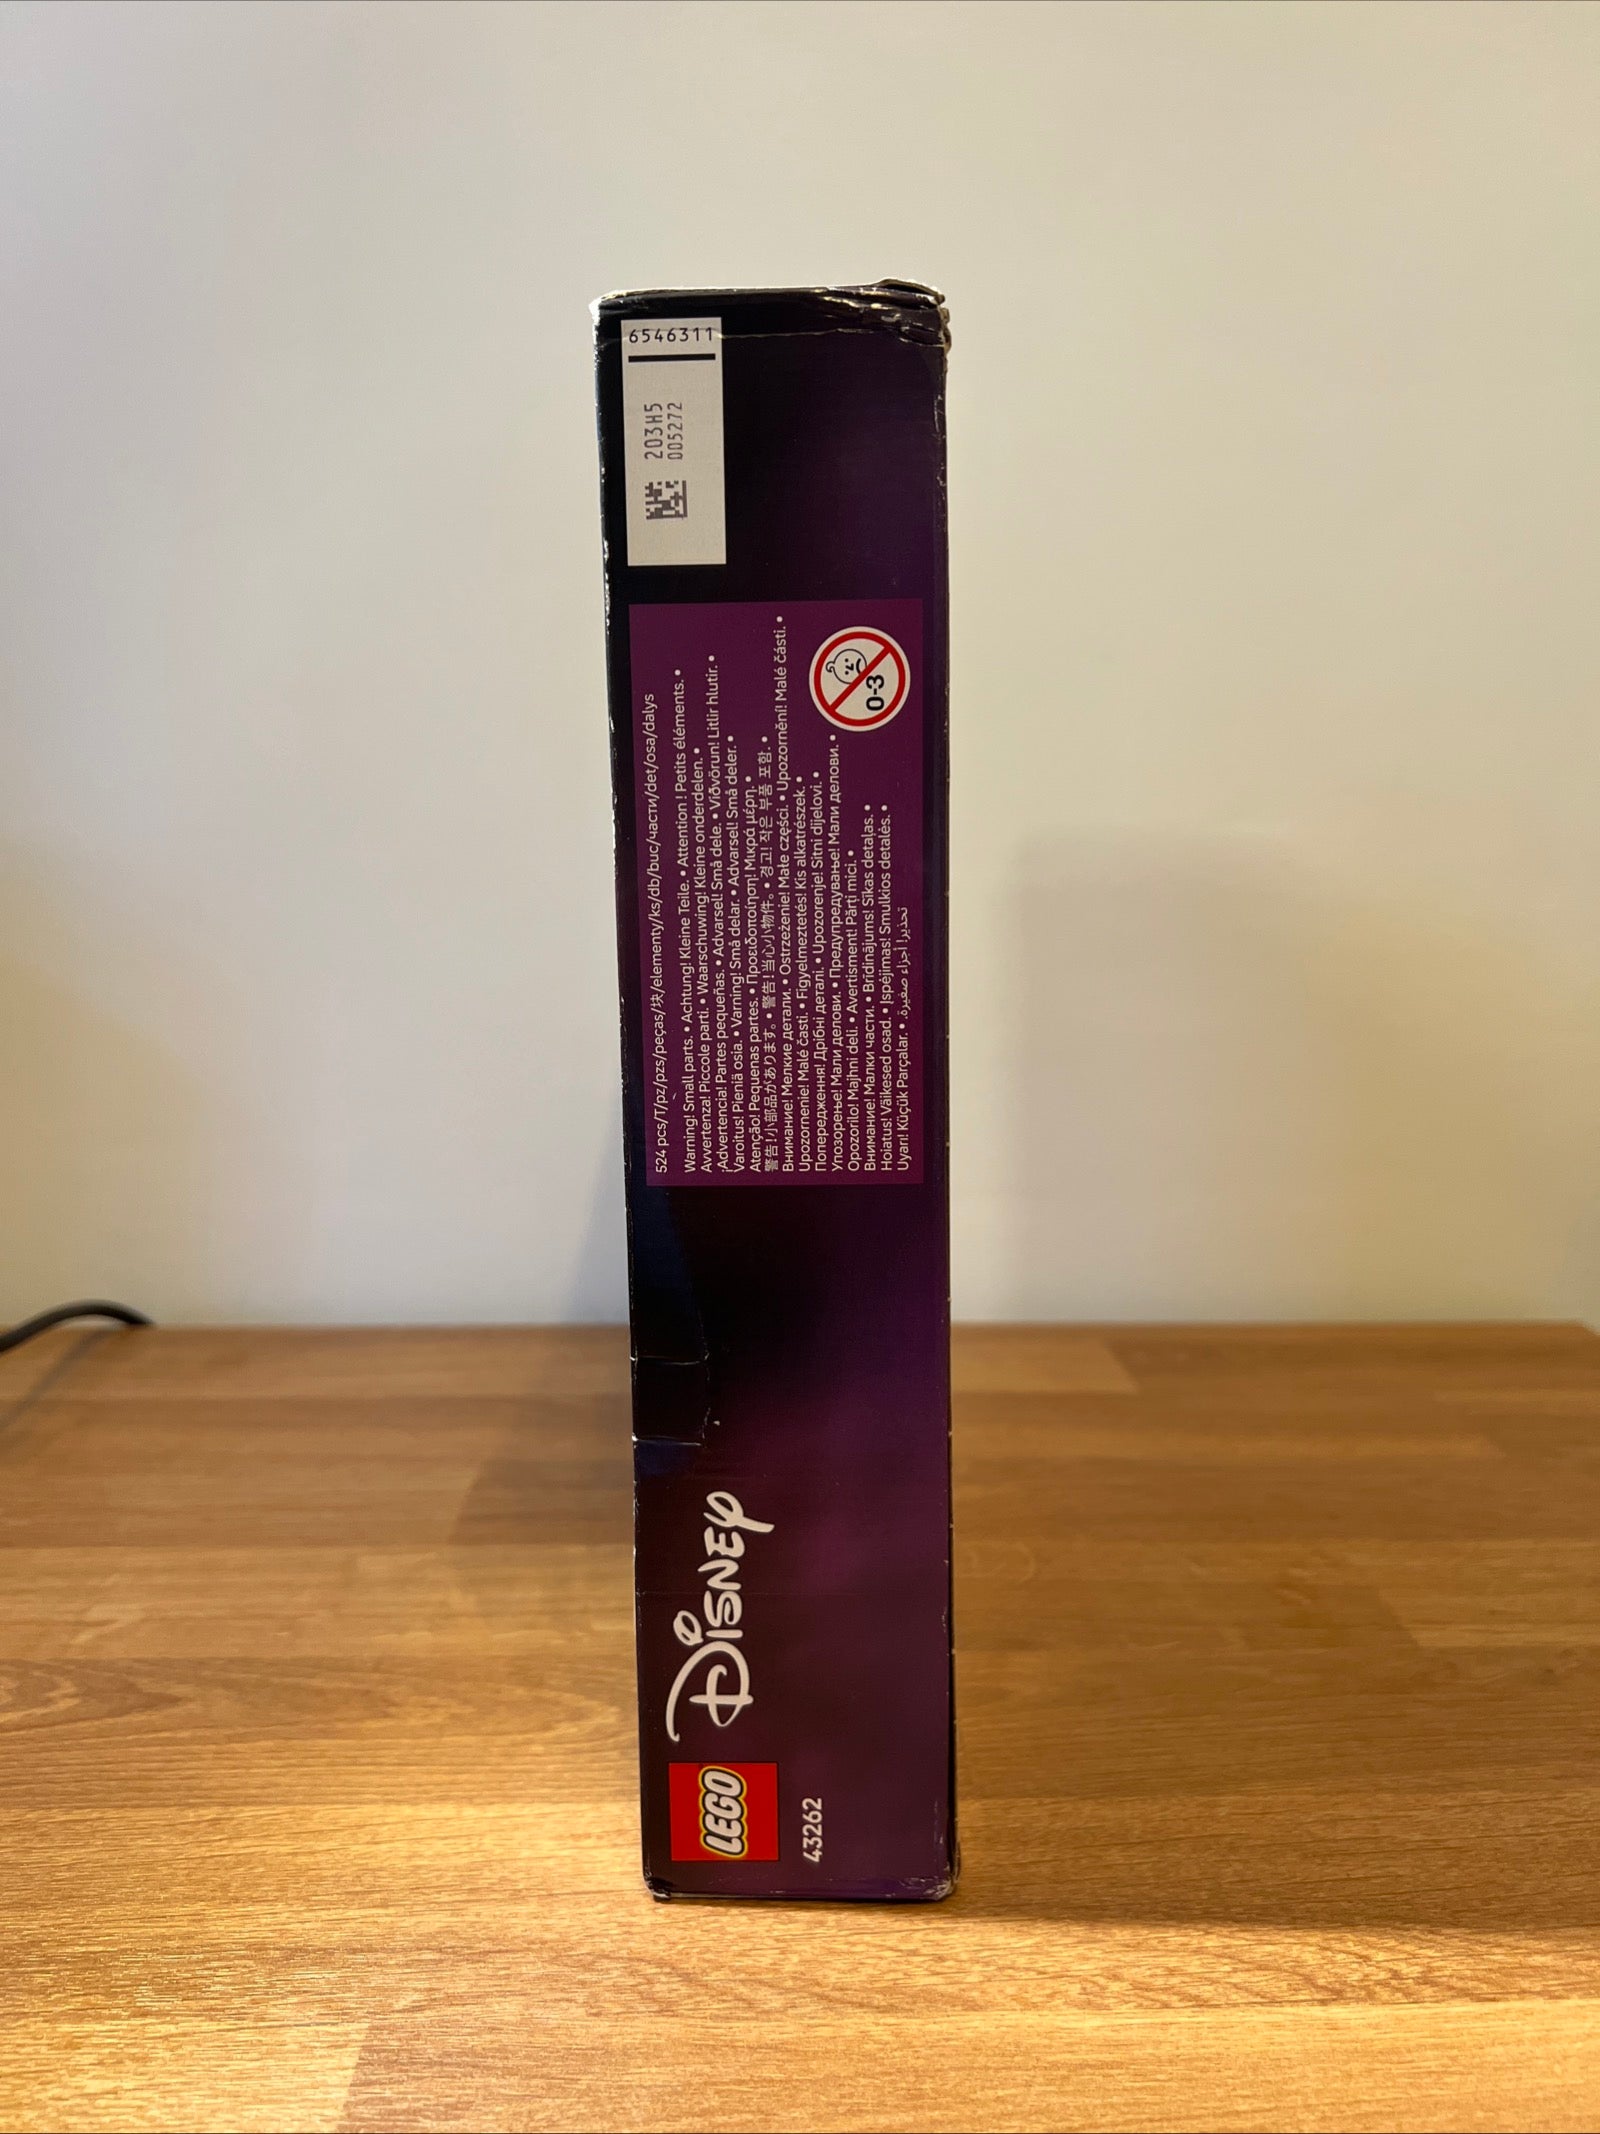 6546311
203H5
005272
524 pcs/T/pz/pzs/peças/块/elementy/ks/db/buc/части/det/osa/dalys
Warning! Small parts. • Achtung! Kleine Teile. • Attention ! Petits éléments. •
Avvertenza! Piccole parti. • Waarschuwing! Kleine onderdelen. •
¡Advertencia! Partes pequeñas. • Advarsel! Små dele. • Viðvörun! Litlir hlutir. •
Varoitus! Pieniä osia. • Varning! Små delar. • Advarsel! Små deler. •
Atenção! Pequenas partes. • Προειδοποίηση! Μικρά μέρη. •
警告!小部品があります。 • 警告!当心小物件。 • 경고! 작은 부품 포함. •
Внимание! Мелкие детали. • Ostrzeżenie! Małe części. • Upozornění! Malé části. •
Upozornenie! Malé časti. • Figyelmeztetés! Kis alkatrészek. •
Попередження! Дрібні деталі. • Upozorenje! Sitni dijelovi. •
Упозорење! Мали делови. • Предупредување! Мали делови. •
Opozorilo! Majhni deli. • Avertisment! Părți mici. •
Внимание! Малки части. • Brīdinājums! Sīkas detaļas. •
Hoiatus! Väikesed osad. • Įspėjimas! Smulkios detalės. •
Uyarı! Küçük Parçalar. • تحذير! أجزاء صغيرة
0-3
LEGO Disney
43262